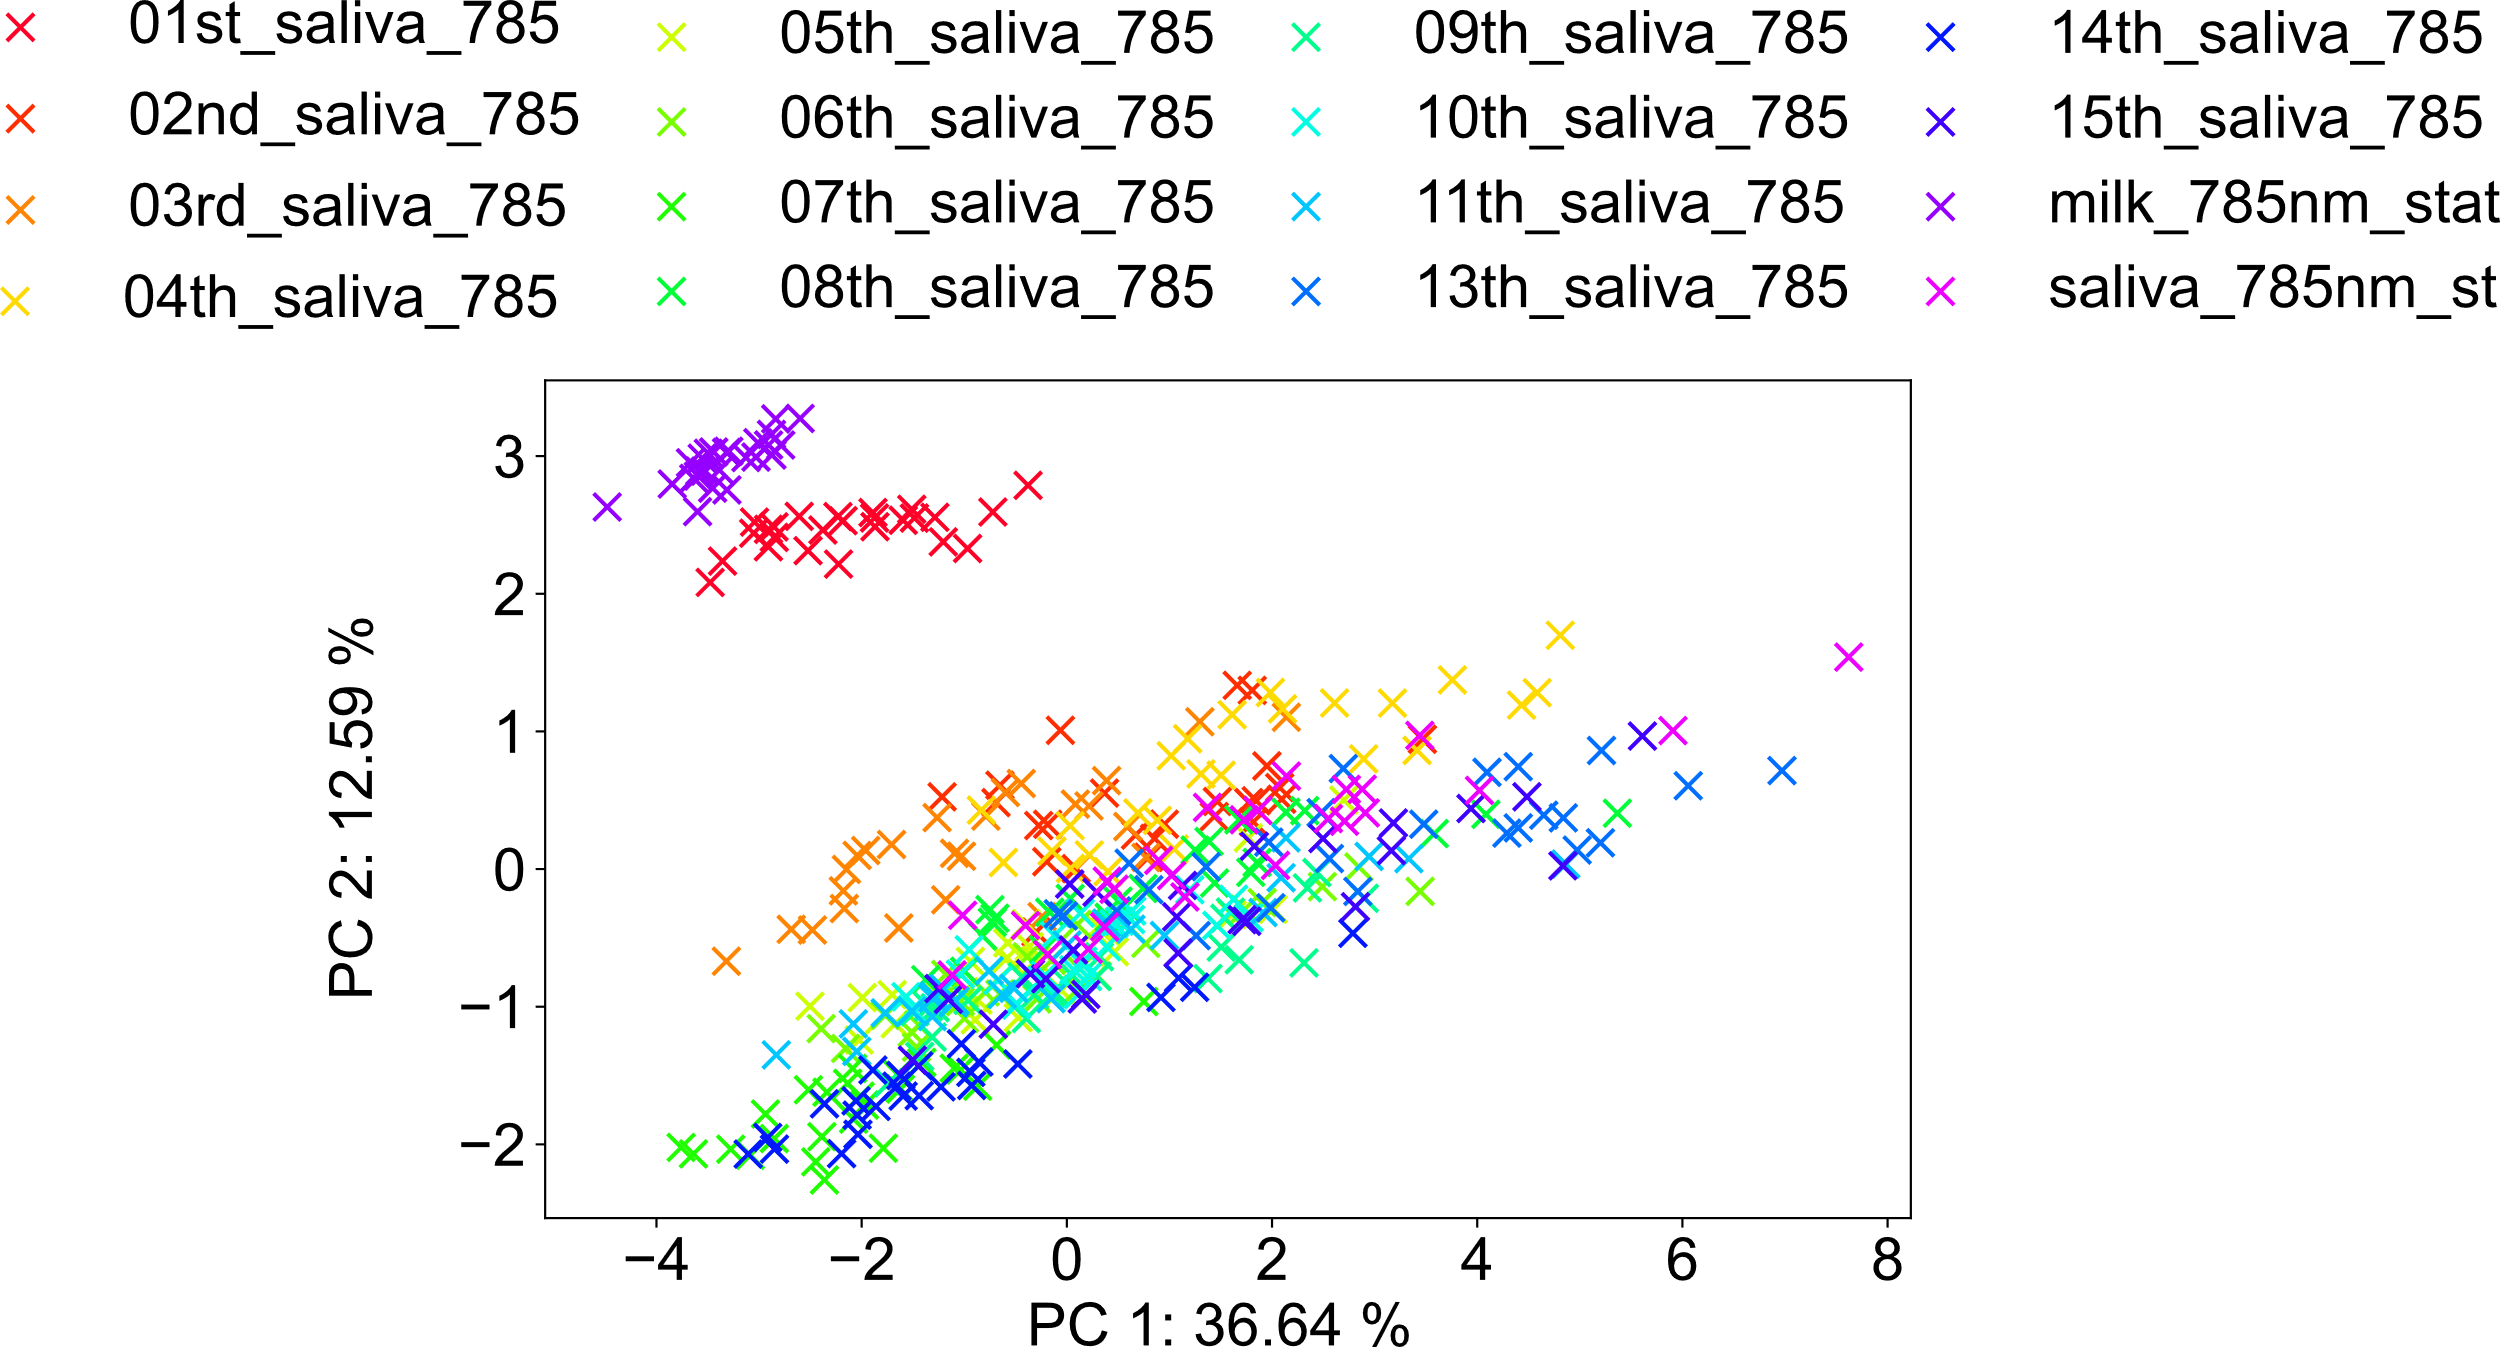 01st_saliva_785 05th_saliva_785 09th_saliva_785 14th_saliva_785
02nd_saliva_785 06th_saliva_785 10th_saliva_785 15th_saliva_785
03rd_saliva_785 07th_saliva_785 11th_saliva_785 milk_785nm_stat
04th_saliva_785 08th_saliva_785 13th_saliva_785 saliva_785nm_st
3
2
1
0
−1
−2
PC 2: 12.59 %
−4 −2 0 2 4 6 8
PC 1: 36.64 %